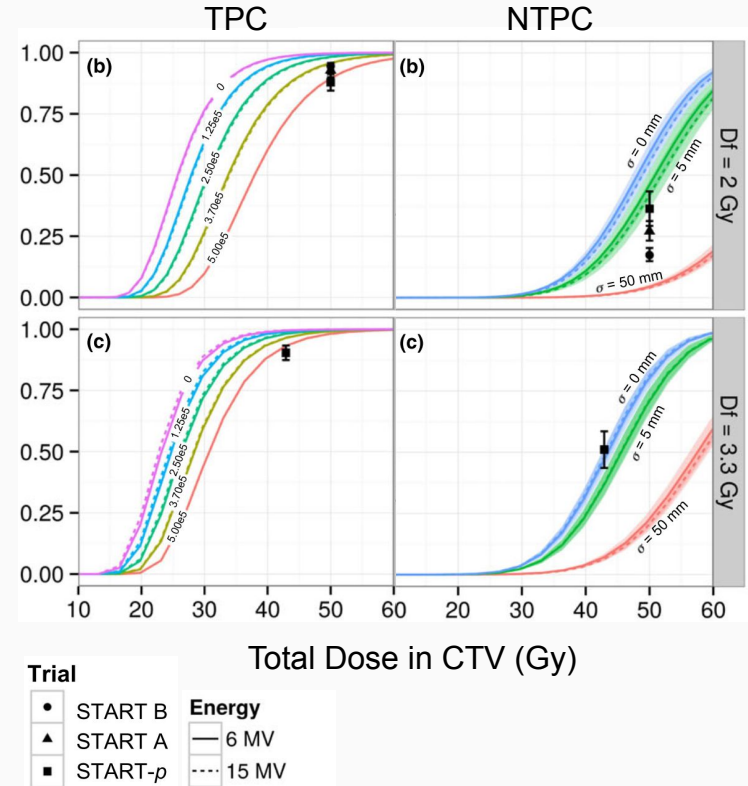 TPC NTPC
(b) (b)
1.00
0.75
0.50
0.25
0.00
0
1.25e5
2.50e5
3.70e5
5.00e5
σ = 0 mm
σ = 5 mm
σ = 50 mm
Df = 2 Gy
(c) (c)
1.00
0.75
0.50
0.25
0.00
0
1.25e5
2.50e5
3.70e5
5.00e5
σ = 0 mm
σ = 5 mm
σ = 50 mm
Df = 3.3 Gy
10 20 30 40 50 60 60 20 30 40 50 60
Total Dose in CTV (Gy)
Trial
START B
START A
START-p
Energy
6 MV
15 MV